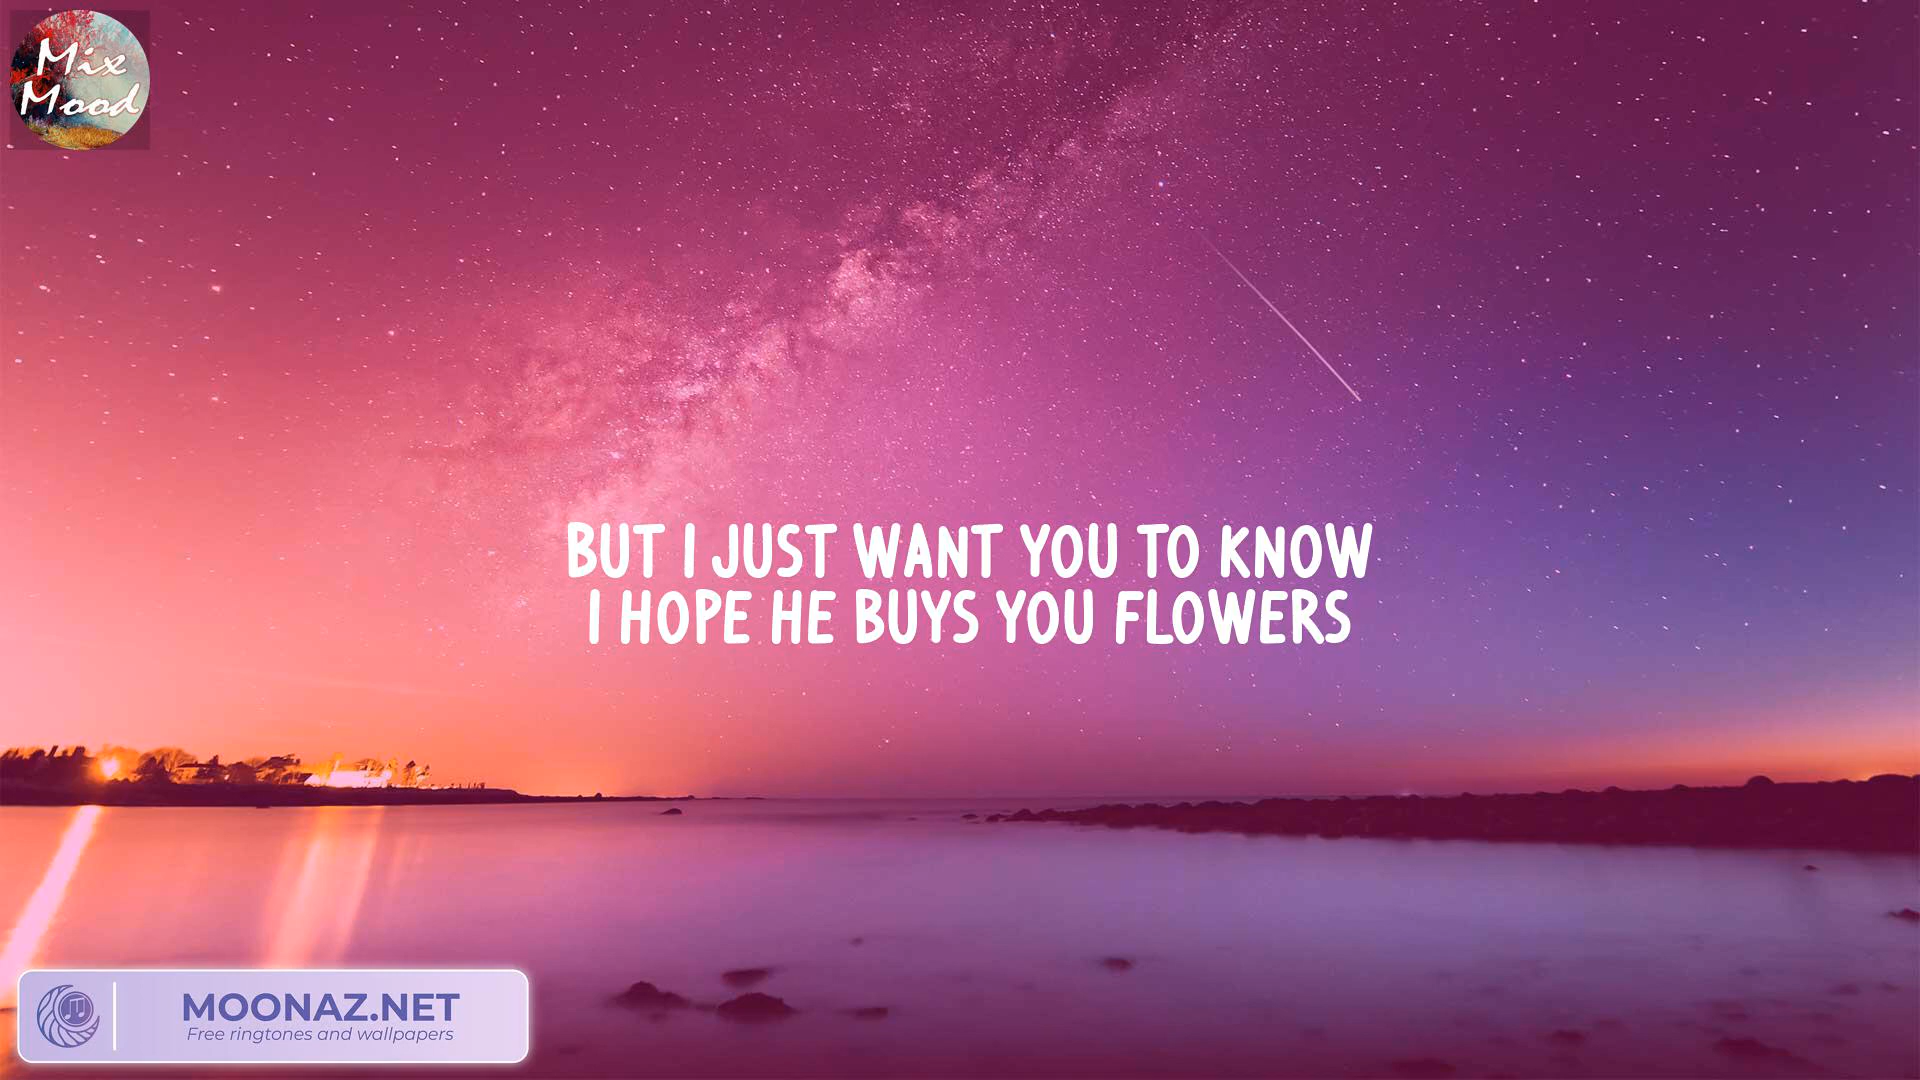 Mix
Mood
BUT I JUST WANT YOU TO KNOW
I HOPE HE BUYS YOU FLOWERS
MOONAZ.NET
Free ringtones and wallpapers